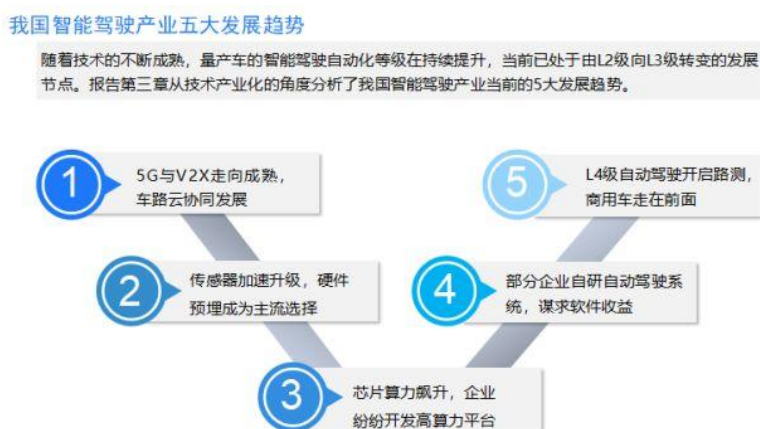 我国智能驾驶产业五大发展趋势
随着技术的不断成熟，量产车的智能驾驶自动化等级在持续提升，当前已处于由L2级向L3级转变的发展
节点。报告第三章从技术产业化的角度分析了我国智能驾驶产业当前的5大发展趋势。
1
5G与V2X走向成熟，
车路云协同发展
2
传感器加速升级，硬件
预埋成为主流选择
3
芯片算力飙升，企业
纷纷开发高算力平台
4
部分企业自研自动驾驶系
统，谋求软件收益
5
L4级自动驾驶开启路测，
商用车走在前面